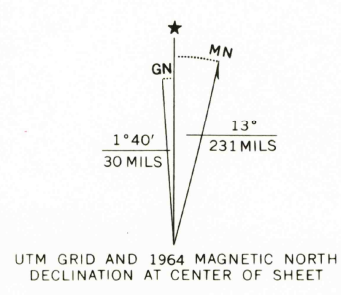 ★
MN
GN
1°40'
30 MILS
13°
231 MILS
UTM GRID AND 1964 MAGNETIC NORTH
DECLINATION AT CENTER OF SHEET